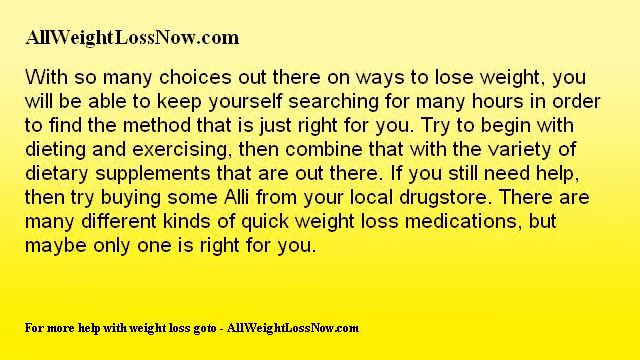 AllWeightLossNow.com
With so many choices out there on ways to lose weight, you
will be able to keep yourself searching for many hours in order
to find the method that is just right for you. Try to begin with
dieting and exercising, then combine that with the variety of
dietary supplements that are out there. If you still need help,
then try buying some Alli from your local drugstore. There are
many different kinds of quick weight loss medications, but
maybe only one is right for you.
For more help with weight loss goto - AllWeightLossNow.com